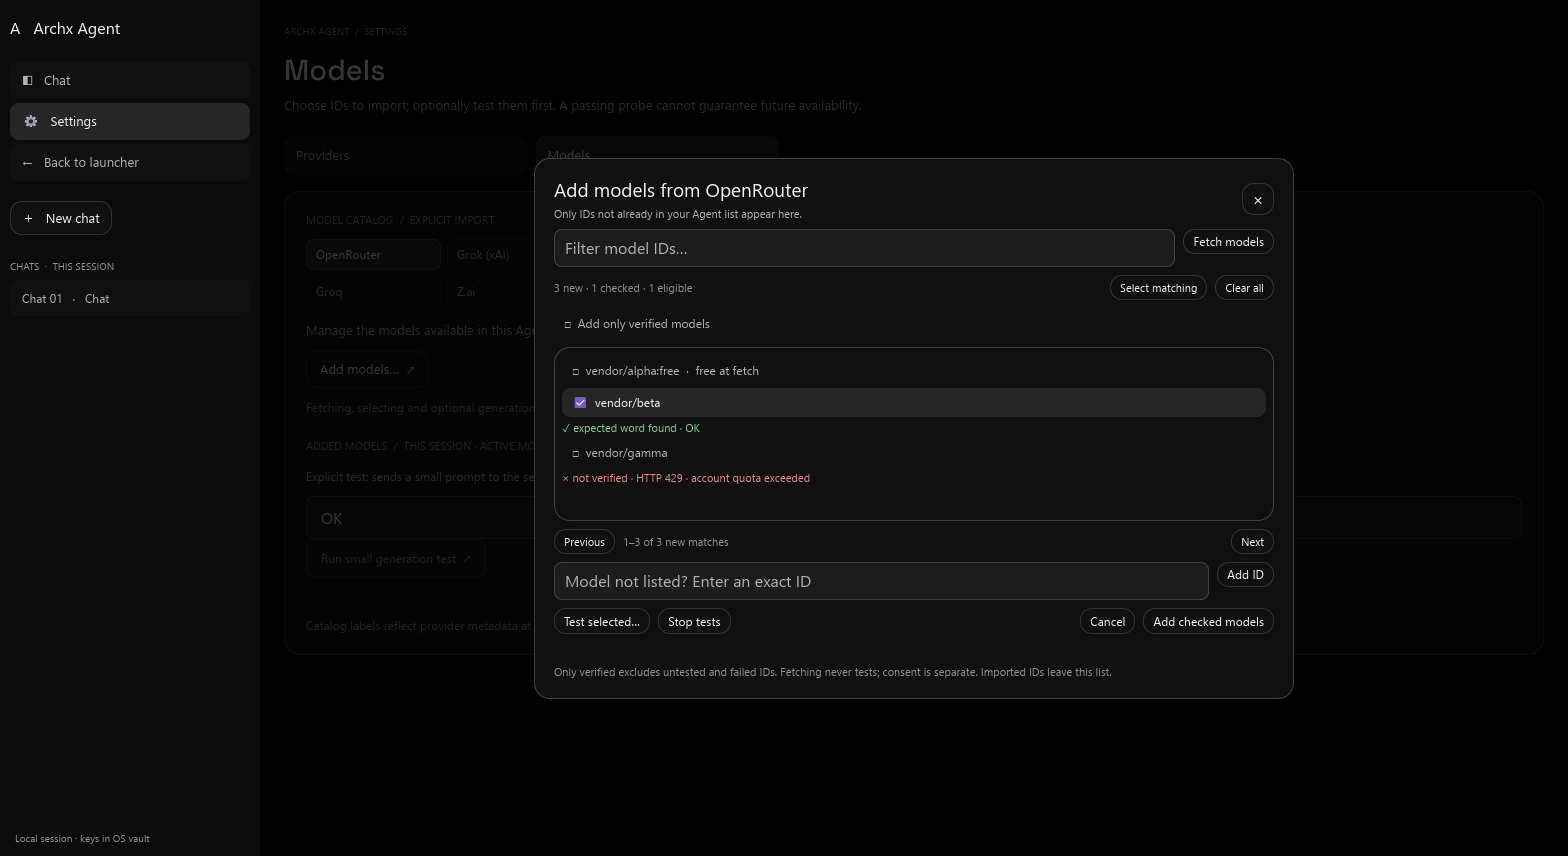 A Archx Agent
Chat
Settings
← Back to launcher
+ New chat
CHATS · THIS SESSION
Chat 01 · Chat
Local session · keys in OS vault
ARCHX AGENT / SETTINGS
Models
Choose IDs to import; optionally test them first. A passing probe cannot guarantee future availability.
Providers
Models
MODEL CATALOG / EXPLICIT IMPORT
OpenRouter
Grok (xAI)
Groq
Z.ai
Manage the models available in this Age
Add models... ↗
Fetching, selecting and optional generation
ADDED MODELS / THIS SESSION · ACTIVE MO
Explicit test: sends a small prompt to the se
OK
Run small generation test ↗
Catalog labels reflect provider metadata at
Add models from OpenRouter
×
Only IDs not already in your Agent list appear here.
Filter model IDs...
Fetch models
3 new · 1 checked · 1 eligible
Select matching
Clear all
Add only verified models
vendor/alpha:free · free at fetch
vendor/beta
✓ expected word found · OK
vendor/gamma
× not verified · HTTP 429 · account quota exceeded
Previous
1–3 of 3 new matches
Next
Model not listed? Enter an exact ID
Add ID
Test selected...
Stop tests
Cancel
Add checked models
Only verified excludes untested and failed IDs. Fetching never tests; consent is separate. Imported IDs leave this list.